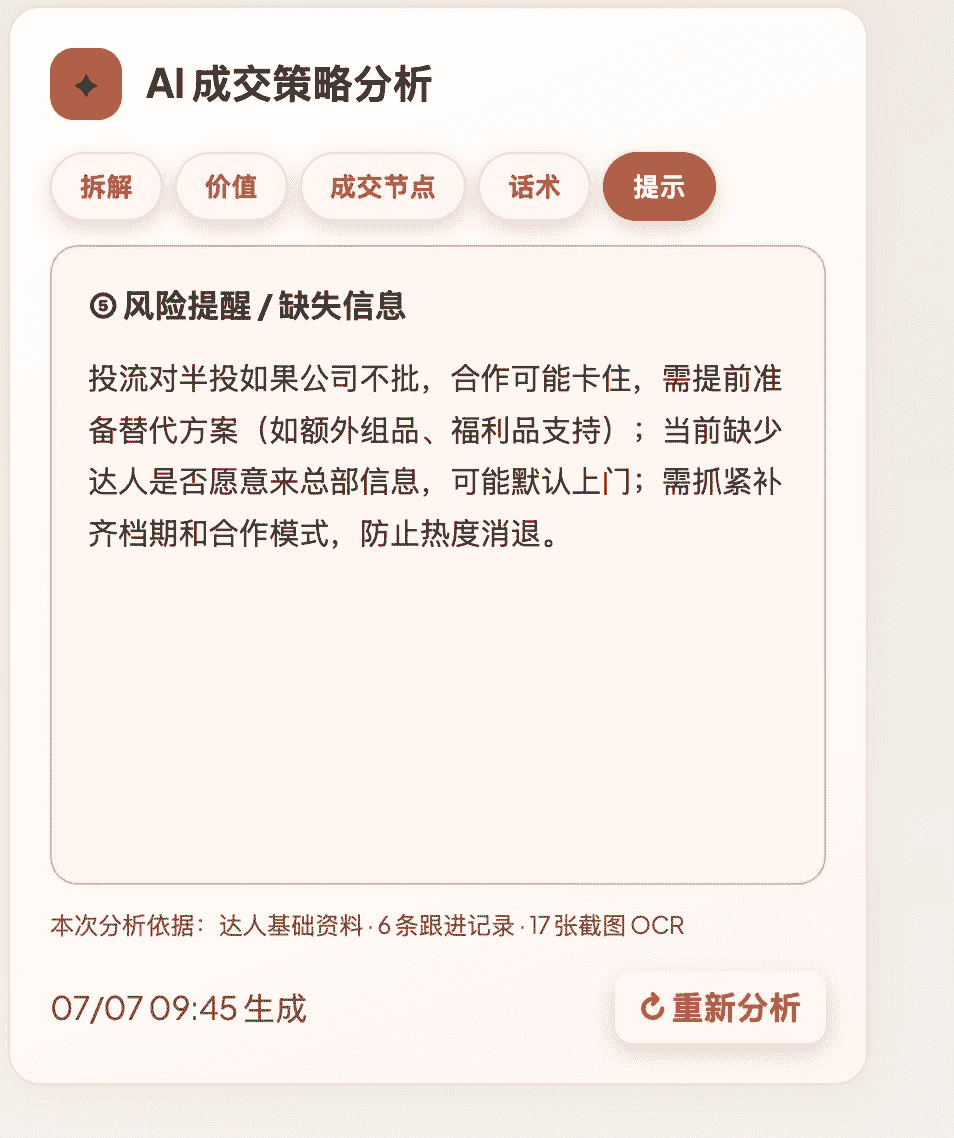 AI 成交策略分析
拆解 价值 成交节点 话术 提示
⑤ 风险提醒 / 缺失信息
投流对半投如果公司不批，合作可能卡住，需提前准
备替代方案（如额外组品、福利品支持）；当前缺少
达人是否愿意来总部信息，可能默认上门；需抓紧补
齐档期和合作模式，防止热度消退。
本次分析依据：达人基础资料 · 6 条跟进记录 · 17 张截图 OCR
07/07 09:45 生成
重新分析